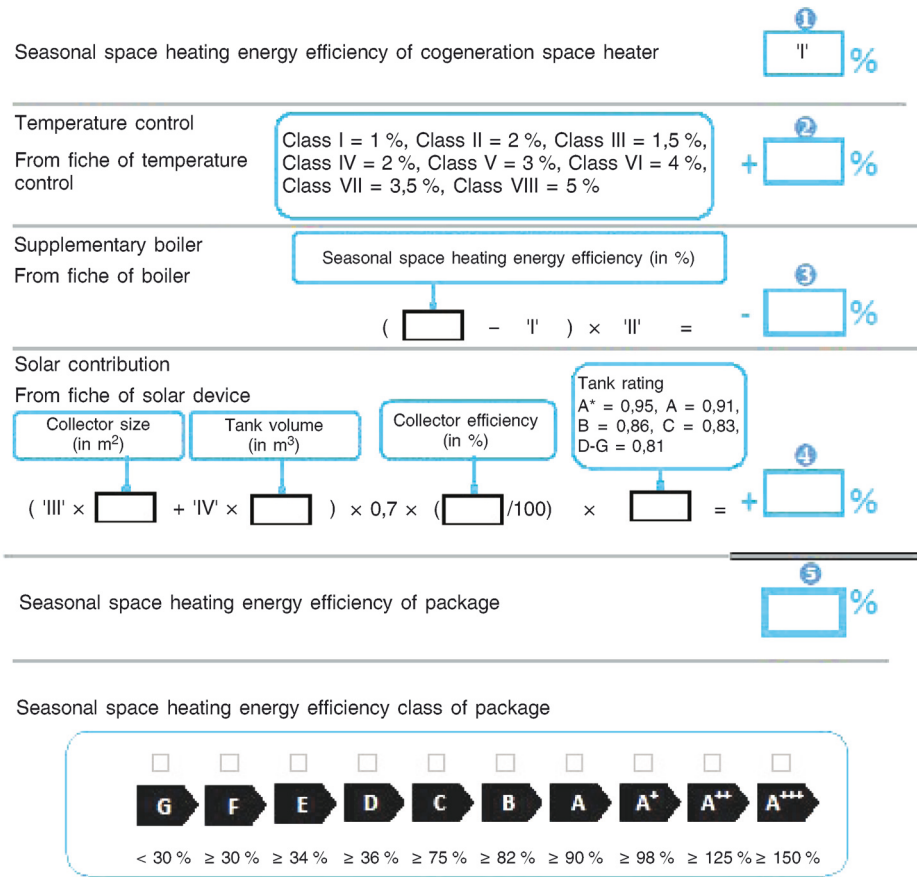 ❶
Seasonal space heating energy efficiency of cogeneration space heater 'I' %
Temperature control
From fiche of temperature
control
Class I = 1 %, Class II = 2 %, Class III = 1,5 %,
Class IV = 2 %, Class V = 3 %, Class VI = 4 %,
Class VII = 3,5 %, Class VIII = 5 %
❷
+ %
Supplementary boiler
From fiche of boiler
Seasonal space heating energy efficiency (in %)
❸
( – 'I' ) × 'II' = - %
Solar contribution
From fiche of solar device
Collector size
(in m²)
Tank volume
(in m³)
Collector efficiency
(in %)
Tank rating
A* = 0,95, A = 0,91,
B = 0,86, C = 0,83,
D-G = 0,81
❹
( 'III' × + 'IV' × ) × 0,7 × ( /100) × = + %
❺
Seasonal space heating energy efficiency of package %
Seasonal space heating energy efficiency class of package
G F E D C B A A⁺ A⁺⁺ A⁺⁺⁺
< 30 % ≥ 30 % ≥ 34 % ≥ 36 % ≥ 75 % ≥ 82 % ≥ 90 % ≥ 98 % ≥ 125 % ≥ 150 %